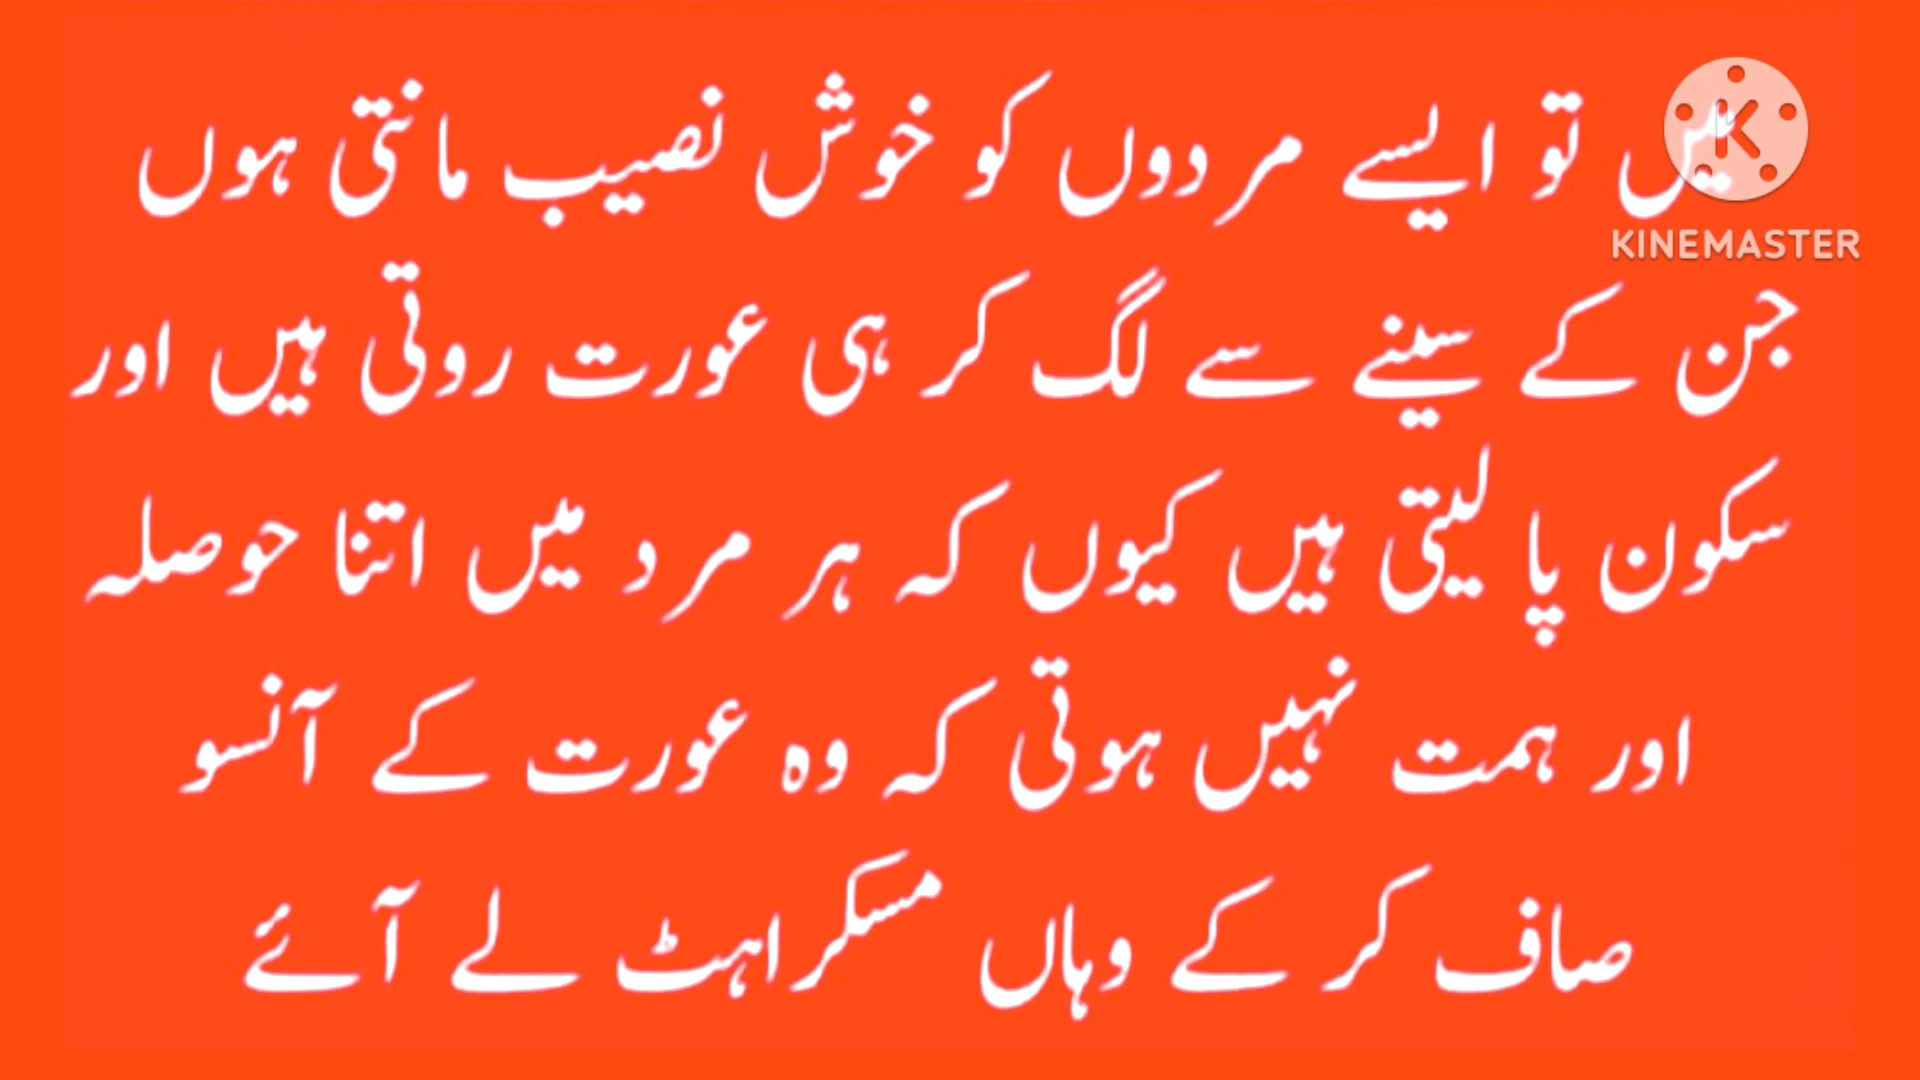 میں تو ایسے مردوں کو خوش نصیب مانتی ہوں
جن کے سینے سے لگ کر ہی عورت روتی ہیں اور
سکون پا لیتی ہیں کیوں کہ ہر مرد میں اتنا حوصلہ
اور ہمت نہیں ہوتی کہ وہ عورت کے آنسو
صاف کر کے وہاں مسکراہٹ لے آئے
K
KINEMASTER